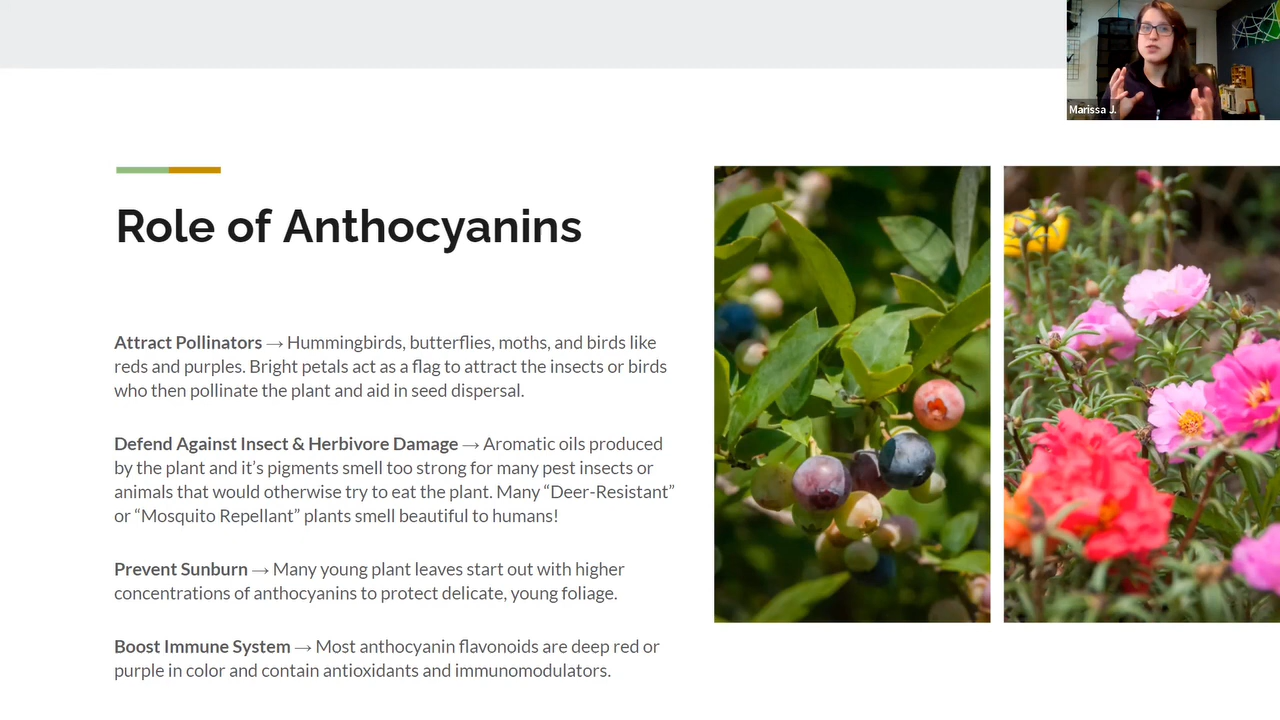 Marissa J.
Role of Anthocyanins
Attract Pollinators → Hummingbirds, butterflies, moths, and birds like
reds and purples. Bright petals act as a flag to attract the insects or birds
who then pollinate the plant and aid in seed dispersal.
Defend Against Insect & Herbivore Damage → Aromatic oils produced
by the plant and it’s pigments smell too strong for many pest insects or
animals that would otherwise try to eat the plant. Many “Deer-Resistant”
or “Mosquito Repellant” plants smell beautiful to humans!
Prevent Sunburn → Many young plant leaves start out with higher
concentrations of anthocyanins to protect delicate, young foliage.
Boost Immune System → Most anthocyanin flavonoids are deep red or
purple in color and contain antioxidants and immunomodulators.